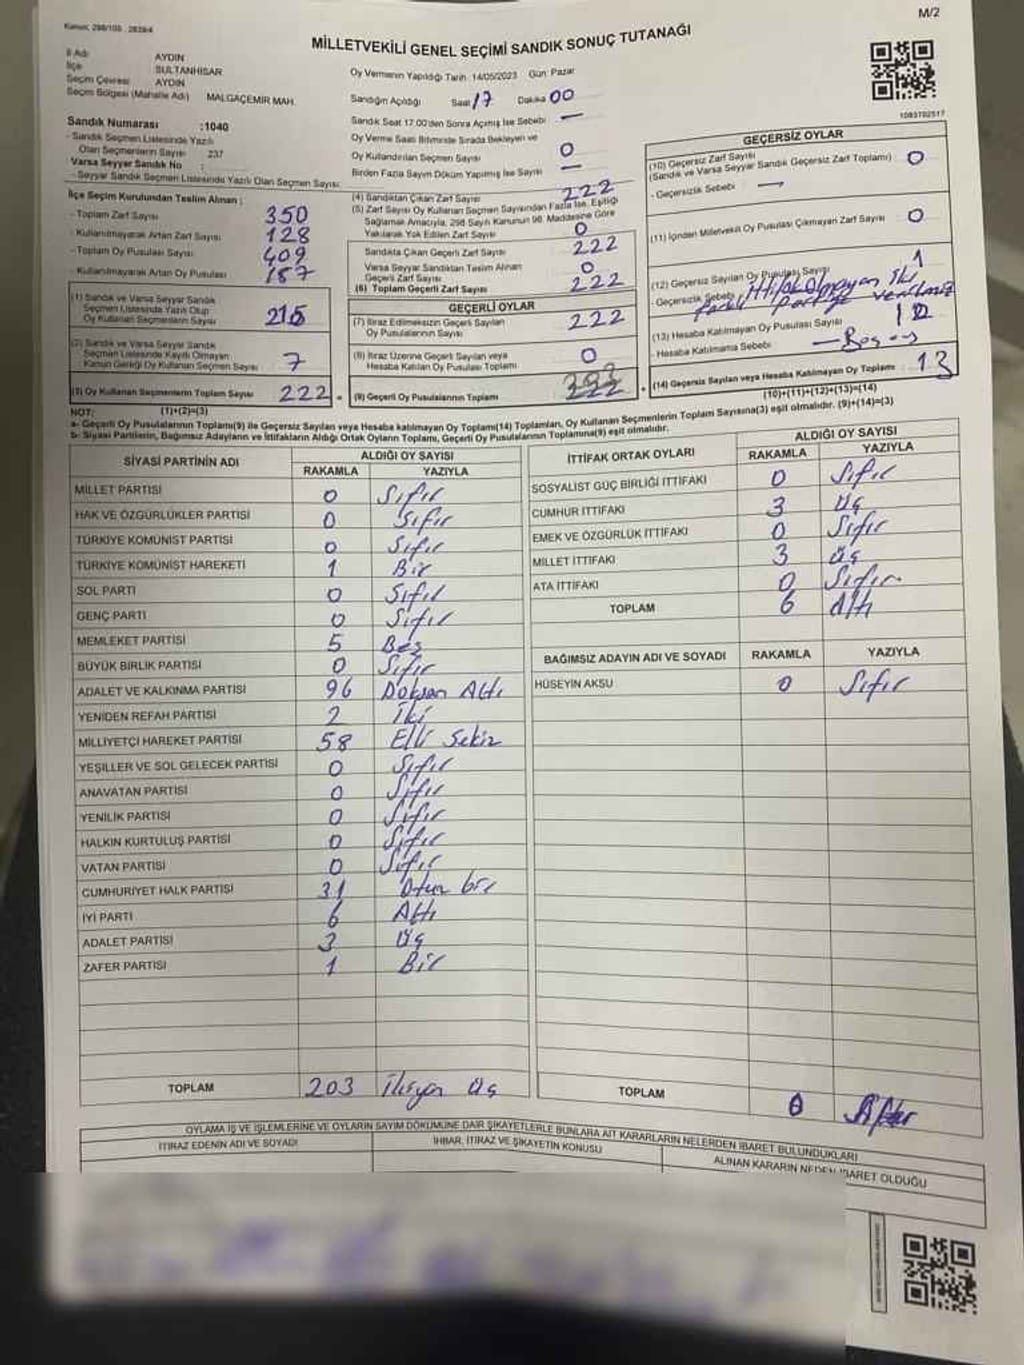 Kanun: 298/105 , 2839/4
M/2
MİLLETVEKİLİ GENEL SEÇİMİ SANDIK SONUÇ TUTANAĞI
İl Adı AYDIN
İlçe SULTANHİSAR
Seçim Çevresi AYDIN
Seçim Bölgesi (Mahalle Adı) MALGAÇEMİR MAH.
Oy Vermenin Yapıldığı Tarih 14/05/2023 Gün: Pazar
Sandığın Açıldığı Saat 17 Dakika 00
Sandık Saat 17:00'den Sonra Açılmış İse Sebebi —
Oy Verme Saati Bitiminde Sırada Bekleyen ve
Oy Kullandırılan Seçmen Sayısı 0
Birden Fazla Sayım Döküm Yapılmış İse Sayısı —
Sandık Numarası :1040
- Sandık Seçmen Listesinde Yazılı
Olan Seçmenlerin Sayısı 237
Varsa Seyyar Sandık No :
- Seyyar Sandık Seçmen Listesinde Yazılı Olan Seçmen Sayısı:
İlçe Seçim Kurulundan Teslim Alınan :
- Toplam Zarf Sayısı 350
- Kullanılmayarak Artan Zarf Sayısı 128
- Toplam Oy Pusulası Sayısı 409
- Kullanılmayarak Artan Oy Pusulası 187
(1) Sandık ve Varsa Seyyar Sandık
Seçmen Listesinde Yazılı Olup
Oy Kullanan Seçmenlerin Sayısı 215
(2) Sandık ve Varsa Seyyar Sandık
Seçmen Listesinde Kayıtlı Olmayan
Kanun Gereği Oy Kullanan Seçmen Sayısı 7
(3) Oy Kullanan Seçmenlerin Toplam Sayısı 222
(1)+(2)=(3)
(4) Sandıktan Çıkan Zarf Sayısı 222
(5) Zarf Sayısı Oy Kullanan Seçmen Sayısından Fazla İse, Eşitliği
Sağlamak Amacıyla, 298 Sayılı Kanunun 98. Maddesine Göre
Yakılarak Yok Edilen Zarf Sayısı 0
Sandıkta Çıkan Geçerli Zarf Sayısı 222
Varsa Seyyar Sandıktan Teslim Alınan
Geçerli Zarf Sayısı 0
(6) Toplam Geçerli Zarf Sayısı 222
GEÇERLİ OYLAR
(7) İtiraz Edilmeksizin Geçerli Sayılan
Oy Pusulalarının Sayısı 222
(8) İtiraz Üzerine Geçerli Sayılan veya
Hesaba Katılan Oy Pusulası Toplamı 0
(9) Geçerli Oy Pusulalarının Toplamı
1083702517
GEÇERSİZ OYLAR
(10) Geçersiz Zarf Sayısı
(Sandık ve Varsa Seyyar Sandık Geçersiz Zarf Toplamı) 0
- Geçersizlik Sebebi —
(11) İçinden Milletvekili Oy Pusulası Çıkmayan Zarf Sayısı 0
(12) Geçersiz Sayılan Oy Pusulası Sayısı 1
- Geçersizlik Sebebi farklı İttifak olmayan iki partiye verilmiş
(13) Hesaba Katılmayan Oy Pusulası Sayısı
- Hesaba Katılmama Sebebi — Boş oy
(14) Geçersiz Sayılan veya Hesaba Katılmayan Oy Toplamı 13
(10)+(11)+(12)+(13)=(14)
NOT:
a- Geçerli Oy Pusulalarının Toplamı(9) ile Geçersiz Sayılan veya Hesaba katılmayan Oy Toplamı(14) Toplamları, Oy Kullanan Seçmenlerin Toplam Sayısına(3) eşit olmalıdır. (9)+(14)=(3)
b- Siyasi Partilerin, Bağımsız Adayların ve İttifakların Aldığı Ortak Oyların Toplamı, Geçerli Oy Pusulalarının Toplamına(9) eşit olmalıdır.
SİYASİ PARTİNİN ADI ALDIĞI OY SAYISI
RAKAMLA YAZIYLA
MİLLET PARTİSİ 0 Sıfır
HAK VE ÖZGÜRLÜKLER PARTİSİ 0 Sıfır
TÜRKİYE KOMÜNİST PARTİSİ 0 Sıfır
TÜRKİYE KOMÜNİST HAREKETİ 1 Bir
SOL PARTİ 0 Sıfır
GENÇ PARTİ 0 Sıfır
MEMLEKET PARTİSİ 5 Beş
BÜYÜK BİRLİK PARTİSİ 0 Sıfır
ADALET VE KALKINMA PARTİSİ 96 Doksan Altı
YENİDEN REFAH PARTİSİ 2 İki
MİLLİYETÇİ HAREKET PARTİSİ 58 Elli Sekiz
YEŞİLLER VE SOL GELECEK PARTİSİ 0 Sıfır
ANAVATAN PARTİSİ 0 Sıfır
YENİLİK PARTİSİ 0 Sıfır
HALKIN KURTULUŞ PARTİSİ 0 Sıfır
VATAN PARTİSİ 0 Sıfır
CUMHURİYET HALK PARTİSİ 31 Otuz bir
İYİ PARTİ 6 Altı
ADALET PARTİSİ 3 Üç
ZAFER PARTİSİ 1 Bir
TOPLAM 203 İkiyüz Üç
İTTİFAK ORTAK OYLARI ALDIĞI OY SAYISI
RAKAMLA YAZIYLA
SOSYALİST GÜÇ BİRLİĞİ İTTİFAKI 0 Sıfır
CUMHUR İTTİFAKI 3 Üç
EMEK VE ÖZGÜRLÜK İTTİFAKI 0 Sıfır
MİLLET İTTİFAKI 3 Üç
ATA İTTİFAKI 0 Sıfır
TOPLAM 6 Altı
BAĞIMSIZ ADAYIN ADI VE SOYADI RAKAMLA YAZIYLA
HÜSEYİN AKSU 0 Sıfır
TOPLAM 0
OYLAMA İŞ VE İŞLEMLERİNE VE OYLARIN SAYIM DÖKÜMÜNE DAİR ŞİKAYETLERLE BUNLARA AİT KARARLARIN NELERDEN İBARET BULUNDUKLARI
İTİRAZ EDENİN ADI VE SOYADI İHBAR, İTİRAZ VE ŞİKAYETİN KONUSU ALINAN KARARIN NEDEN İBARET OLDUĞU